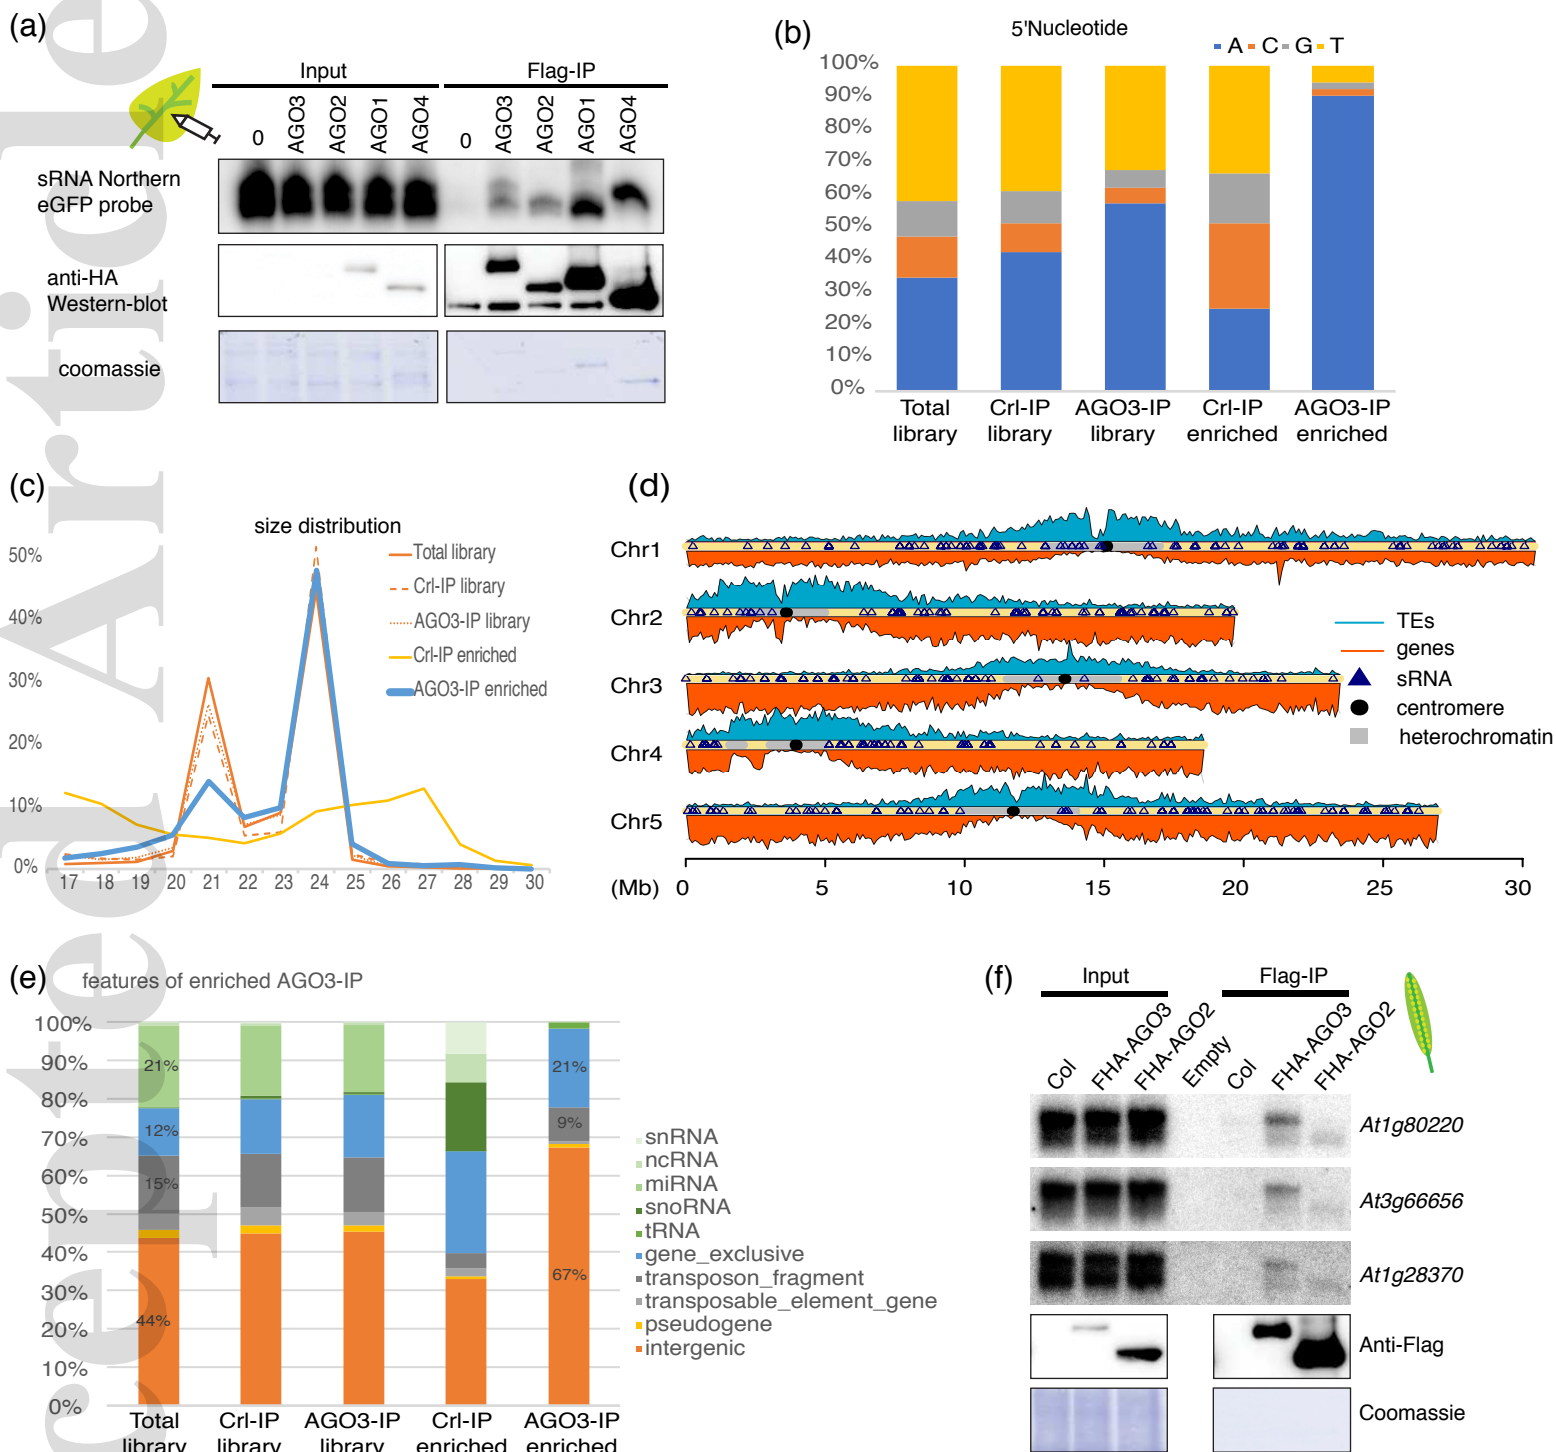 Accepted Article
(a)
Input
Flag-IP
0
AGO3
AGO2
AGO1
AGO4
0
AGO3
AGO2
AGO1
AGO4
sRNA Northern
eGFP probe
anti-HA
Western-blot
coomassie
(b)
5'Nucleotide
A C G T
100%
90%
80%
70%
60%
50%
40%
30%
20%
10%
0%
Total
library
Crl-IP
library
AGO3-IP
library
Crl-IP
enriched
AGO3-IP
enriched
(c)
size distribution
50%
40%
30%
20%
10%
0%
Total library
Crl-IP library
AGO3-IP library
Crl-IP enriched
AGO3-IP enriched
17 18 19 20 21 22 23 24 25 26 27 28 29 30
(d)
Chr1
Chr2
Chr3
Chr4
Chr5
TEs
genes
sRNA
centromere
heterochromatin
(Mb) 0 5 10 15 20 25 30
(e)
features of enriched AGO3-IP
100%
90%
80%
70%
60%
50%
40%
30%
20%
10%
0%
21%
12%
15%
44%
21%
9%
67%
snRNA
ncRNA
miRNA
snoRNA
tRNA
gene_exclusive
transposon_fragment
transposable_element_gene
pseudogene
intergenic
Total
library
Crl-IP
library
AGO3-IP
library
Crl-IP
enriched
AGO3-IP
enriched
(f)
Input
Flag-IP
Col
FHA-AGO3
FHA-AGO2
Empty
Col
FHA-AGO3
FHA-AGO2
At1g80220
At3g66656
At1g28370
Anti-Flag
Coomassie